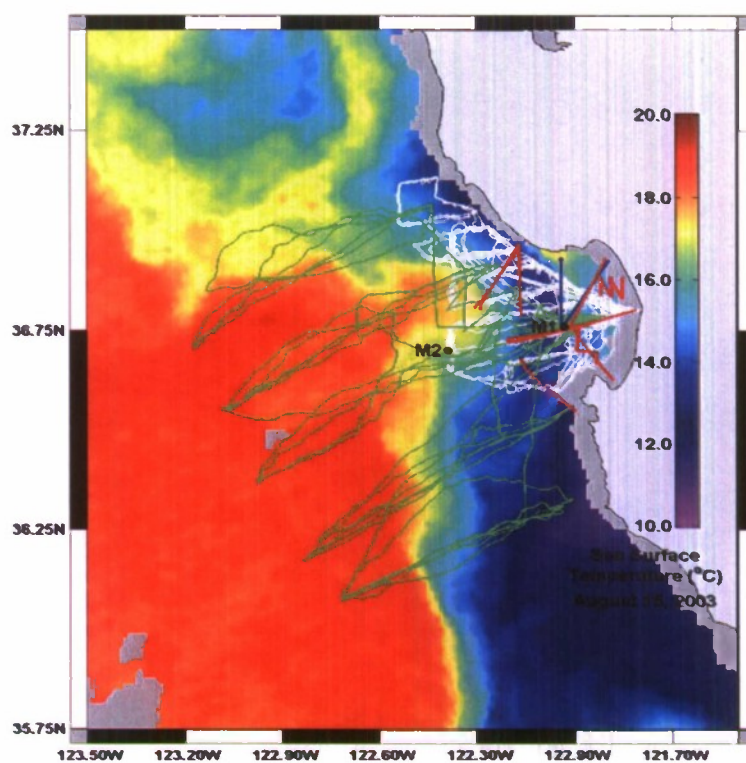 37.25N
20.0
18.0
16.0
36.75N
M1
M2
14.0
12.0
36.25N
10.0
Sea Surface
Temperature (°C)
August 2003
35.75N
123.50W 123.20W 122.90W 122.60W 122.30W 122.90W 121.70W